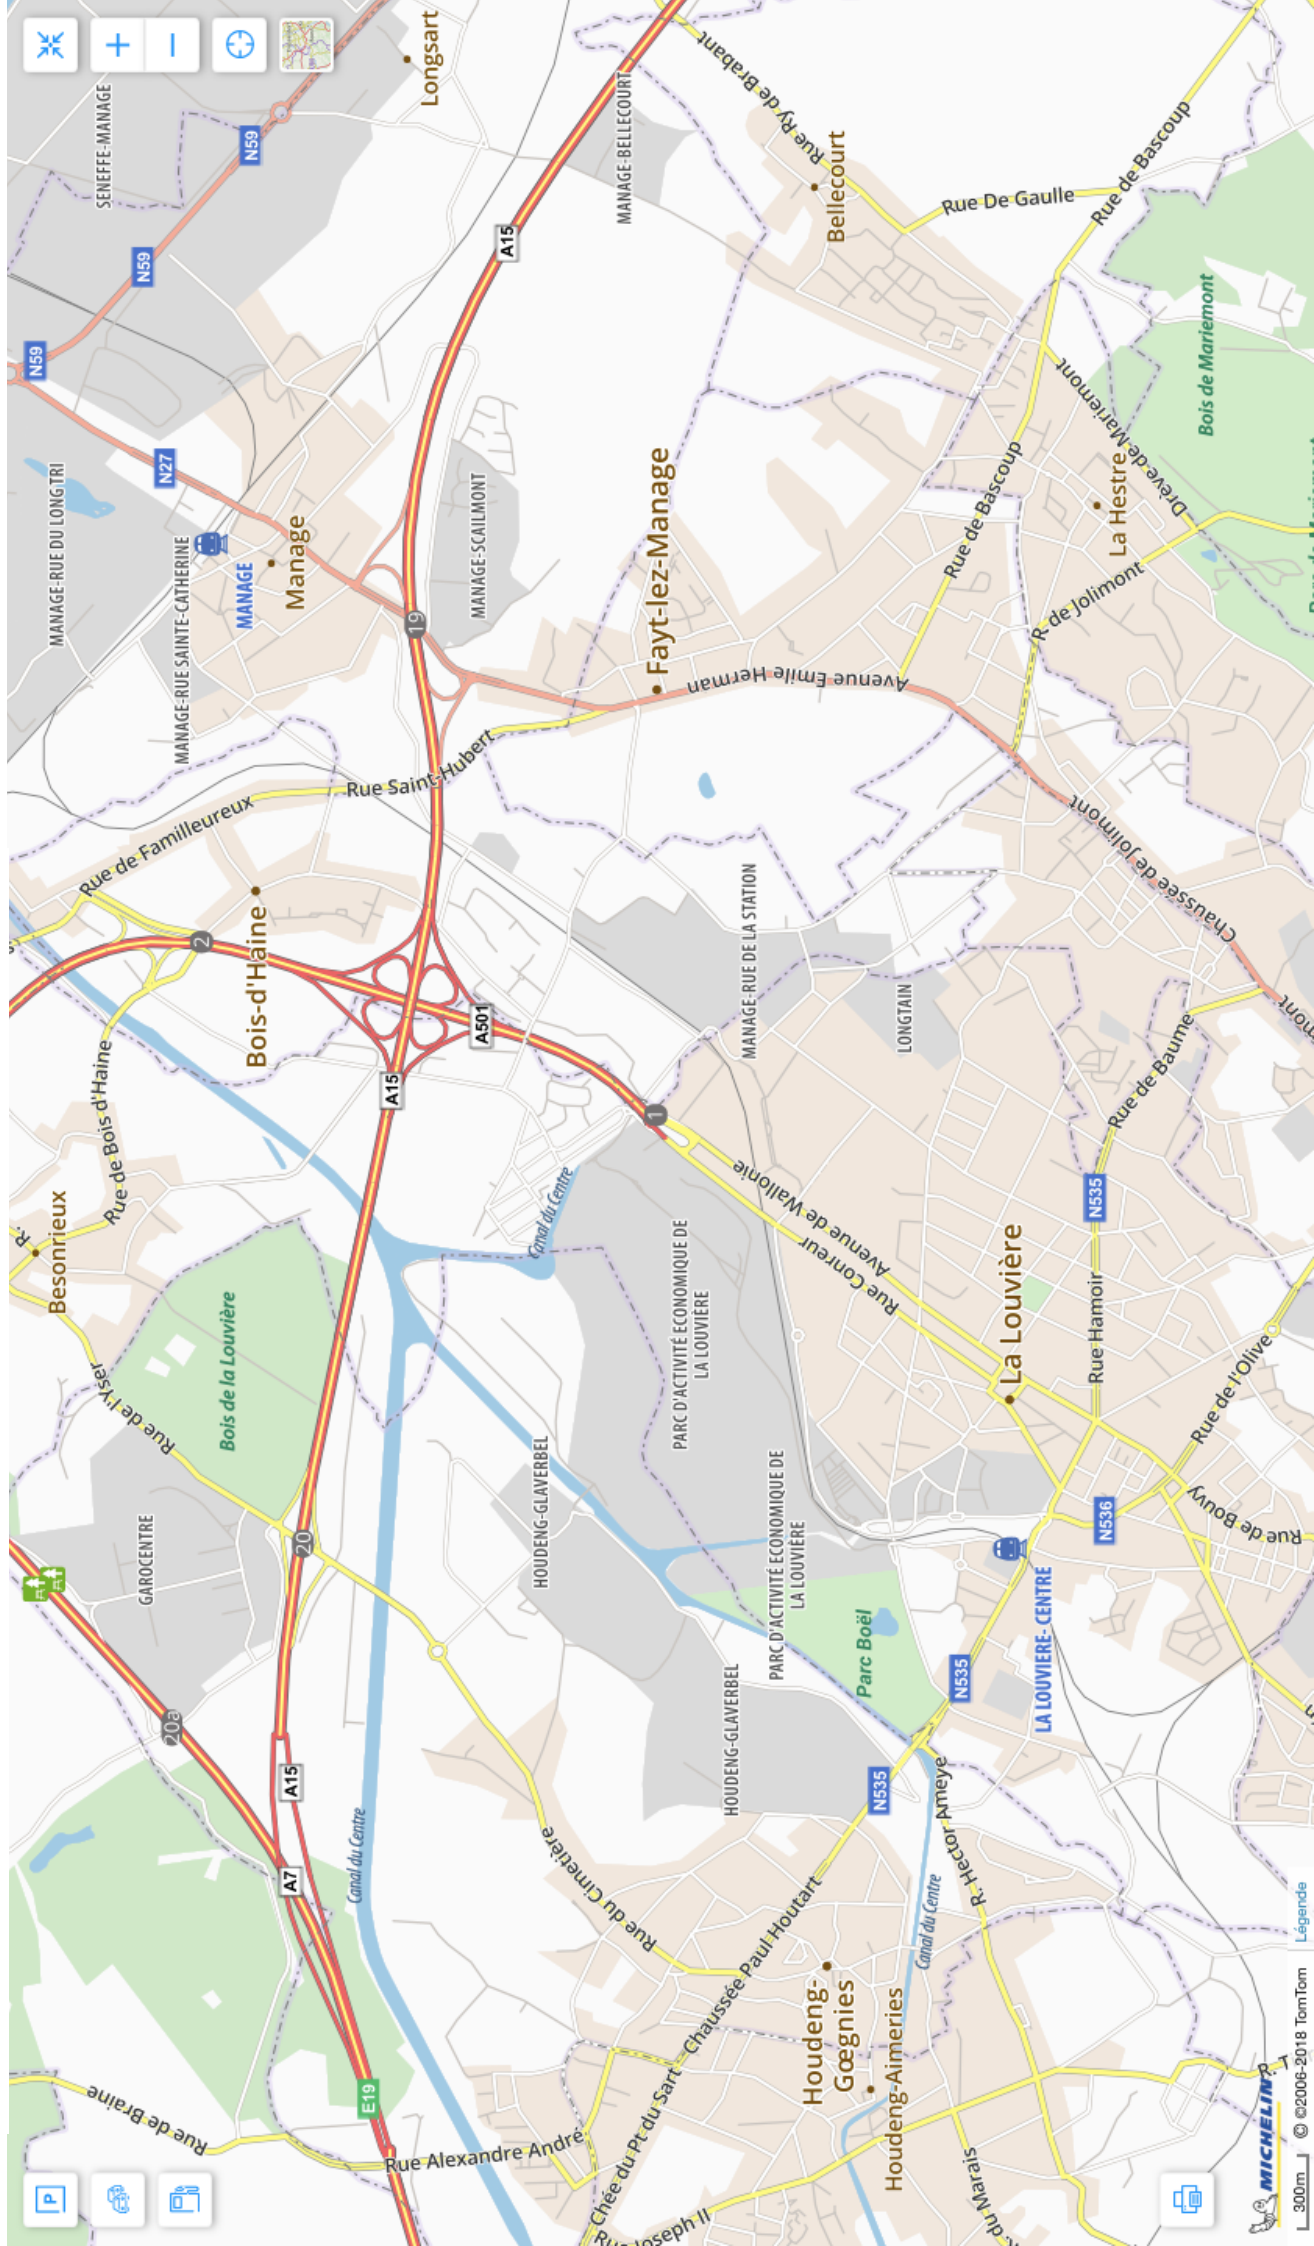 P
Rue de Braine
E19
Rue Alexandre André
Chée du Pt du Sart
Rue Joseph II
R. du Marais
Houdeng-Aimeries
Houdeng-
Gœgnies
Chaussée Paul Houtart
Canal du Centre
Canal du Centre
Rue du Cimetière
R. Hector Ameye
A7
A15
20a
GAROCENTRE
20
HOUDENG-GLAVERBEL
HOUDENG-GLAVERBEL
N535
N535
Parc Boël
PARC D'ACTIVITÉ ECONOMIQUE DE
LA LOUVIÈRE
PARC D'ACTIVITÉ ECONOMIQUE DE
LA LOUVIÈRE
LA LOUVIERE- CENTRE
N536
Rue de Bouvy
Rue de l'Olive
Rue Hamoir
N535
La Louvière
Rue Conreur
Avenue de Wallonie
Rue de l'Yser
Bois de la Louvière
Besonrieux
R.
Rue de Bois d'Haine
Canal du Centre
A15
A501
1
2
Bois-d'Haine
Rue de Familleureux
Rue Saint-Hubert
MANAGE-RUE DE LA STATION
LONGTAIN
Rue de Baume
Chaussée de Jolimont
mont
Avenue Emile Herman
Fayt-lez-Manage
19
MANAGE-SCAILMONT
MANAGE-RUE SAINTE-CATHERINE
MANAGE-RUE DU LONG TRI
MANAGE
Manage
N27
N59
N59
N59
SENEFFE-MANAGE
Longsart
A15
MANAGE-BELLECOURT
Rue Ry de Brabant
Bellecourt
Rue De Gaulle
Rue de Bascoup
Rue de Bascoup
R. de Jolimont
La Hestre
Drève de Mariemont
Bois de Mariemont
R. T
MICHELIN
300m
© ©2006-2018 TomTom
Légende